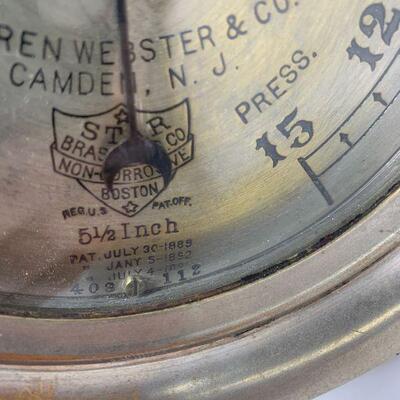 REN WEBSTER & CO.
CAMDEN, N. J.
PRESS.
12
15
STAR
BRASS CO
NON-CORROSIVE
BOSTON
REG. U.S. PAT. OFF.
5½ Inch
PAT. JULY 30-1889
" JANY 5-1892
" JULY 4
112